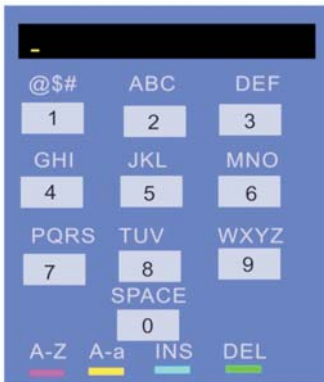 -
@$# ABC DEF
1 2 3
GHI JKL MNO
4 5 6
PQRS TUV WXYZ
7 8 9
SPACE
0
A-Z A-a INS DEL